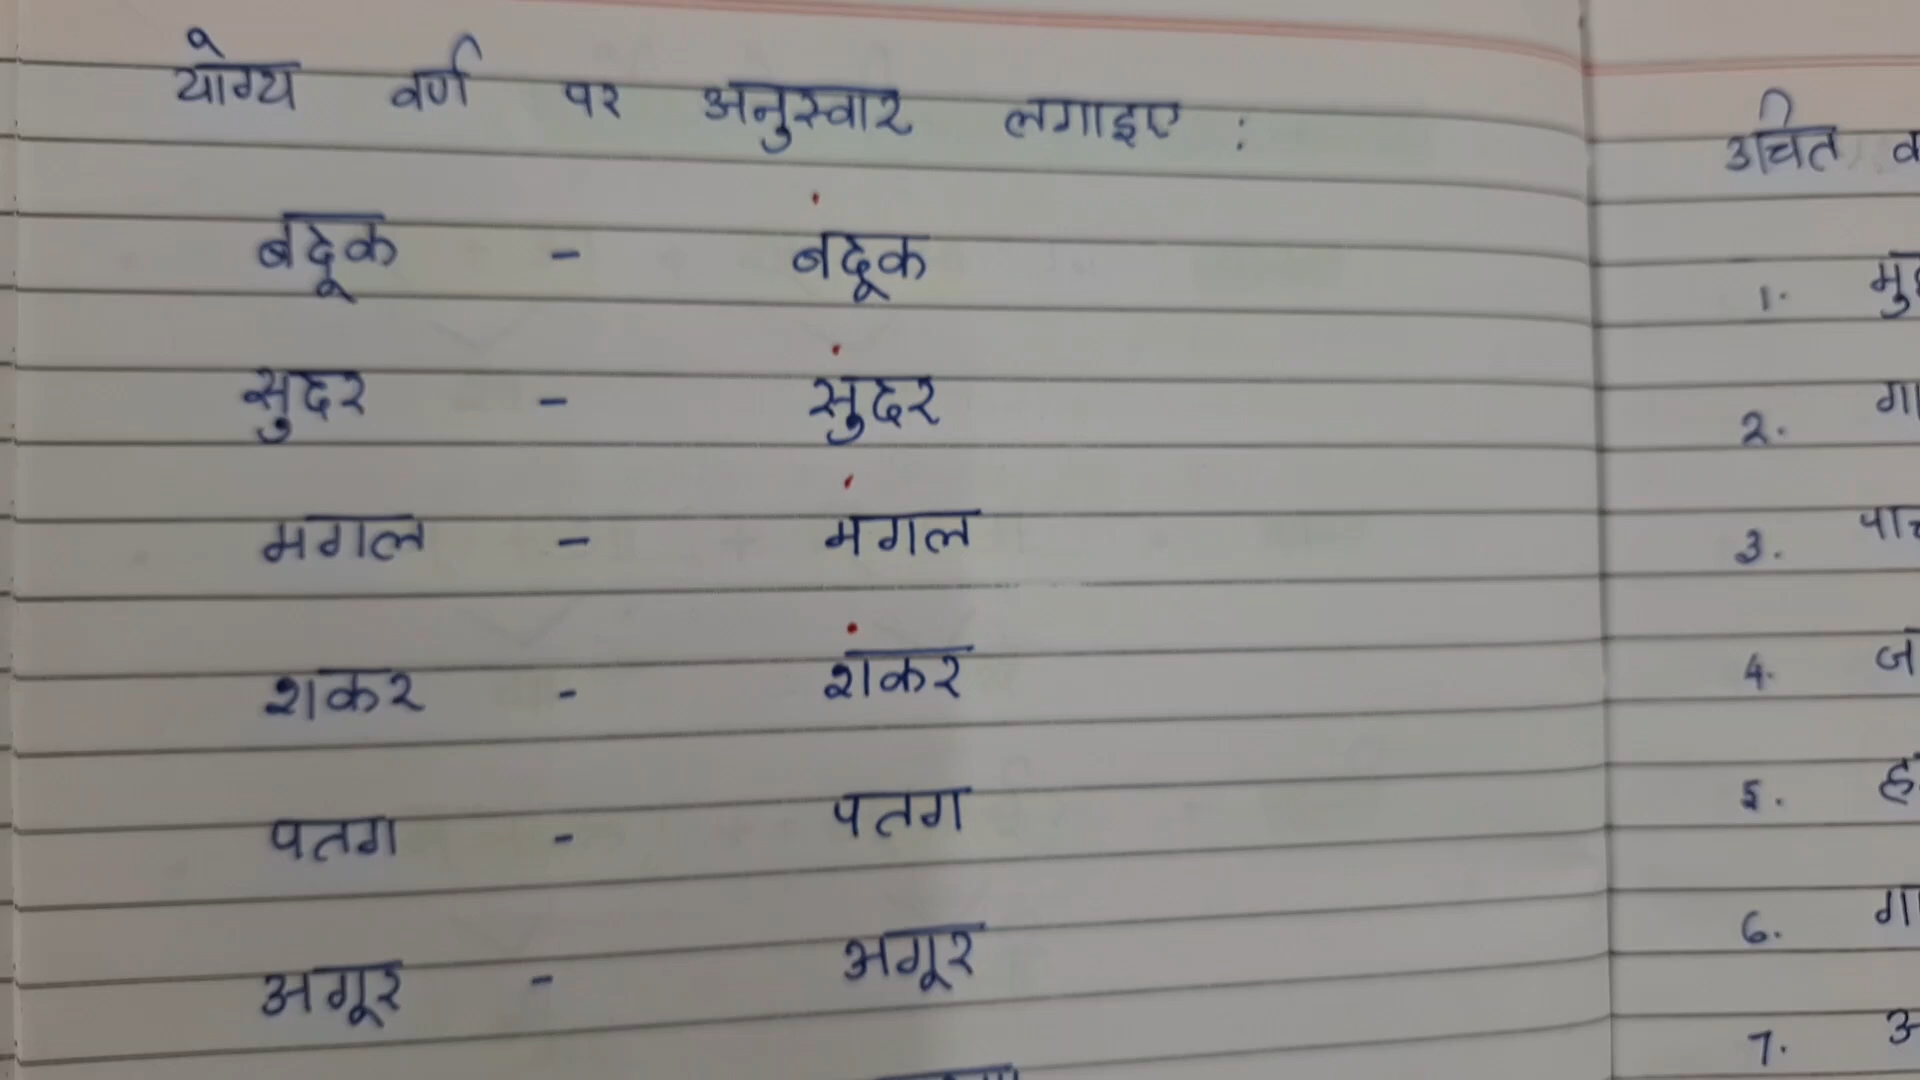 योग्य वर्ण पर अनुस्वार लगाइए :
बदूक - बंदूक
सुदर - सुंदर
मगल - मंगल
शकर - शंकर
पतग - पतग
अगूर - अगूर
उचित
1.
2.
3.
4.
5.
6.
7.